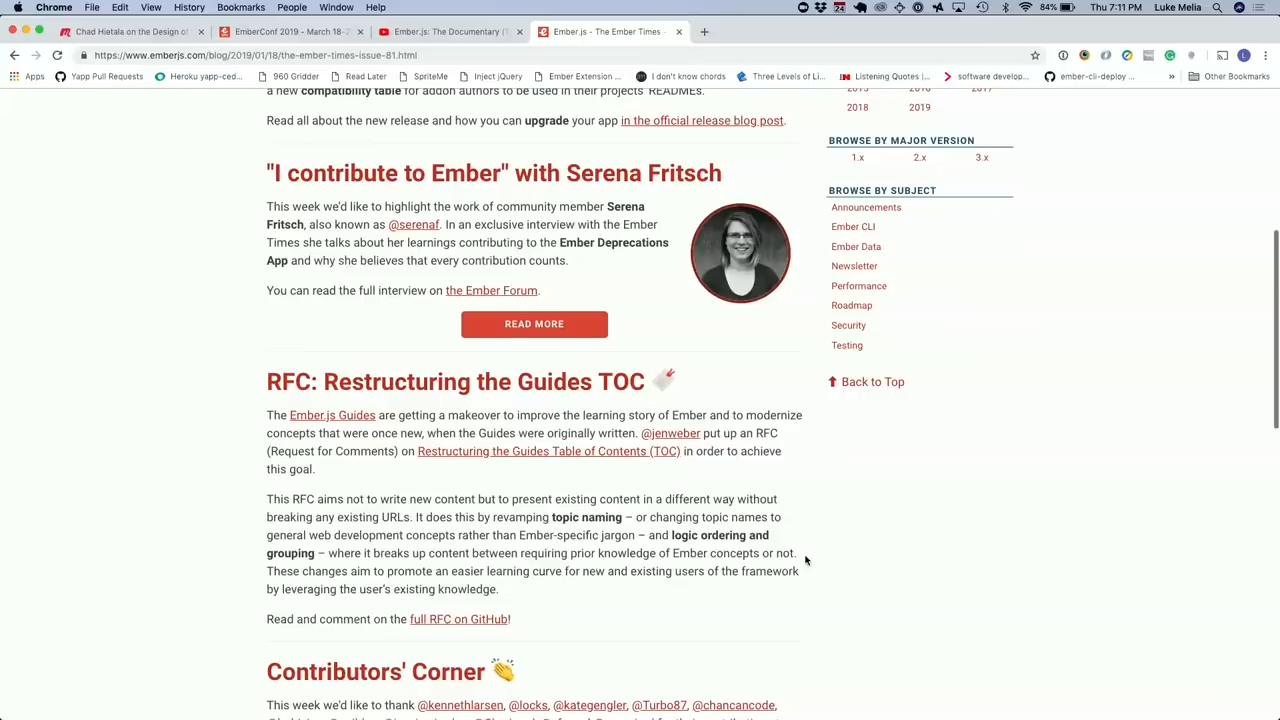 Chrome File Edit View History Bookmarks People Window Help 84% Thu 7:11 PM Luke Melia
Chad Hietala on the Design of
EmberConf 2019 - March 18-2
Ember.js: The Documentary (T
Ember.js - The Ember Times -
https://www.emberjs.com/blog/2019/01/18/the-ember-times-issue-81.html
Apps Yapp Pull Requests Heroku yapp-ced... 960 Gridder Read Later SpriteMe Inject jQuery Ember Extension ... I don't know chords Three Levels of Li... Listening Quotes |... software develop... ember-cli-deploy ... » Other Bookmarks
a new compatibility table for addon authors to be used in their projects' READMEs.
Read all about the new release and how you can upgrade your app in the official release blog post.
"I contribute to Ember" with Serena Fritsch
This week we'd like to highlight the work of community member Serena
Fritsch, also known as @serenaf. In an exclusive interview with the Ember
Times she talks about her learnings contributing to the Ember Deprecations
App and why she believes that every contribution counts.
You can read the full interview on the Ember Forum.
READ MORE
RFC: Restructuring the Guides TOC
The Ember.js Guides are getting a makeover to improve the learning story of Ember and to modernize
concepts that were once new, when the Guides were originally written. @jenweber put up an RFC
(Request for Comments) on Restructuring the Guides Table of Contents (TOC) in order to achieve
this goal.
This RFC aims not to write new content but to present existing content in a different way without
breaking any existing URLs. It does this by revamping topic naming – or changing topic names to
general web development concepts rather than Ember-specific jargon – and logic ordering and
grouping – where it breaks up content between requiring prior knowledge of Ember concepts or not.
These changes aim to promote an easier learning curve for new and existing users of the framework
by leveraging the user's existing knowledge.
Read and comment on the full RFC on GitHub!
Contributors' Corner
This week we'd like to thank @kennethlarsen, @locks, @kategengler, @Turbo87, @chancancode,
2018 2019
BROWSE BY MAJOR VERSION
1.x 2.x 3.x
BROWSE BY SUBJECT
Announcements
Ember CLI
Ember Data
Newsletter
Performance
Roadmap
Security
Testing
Back to Top